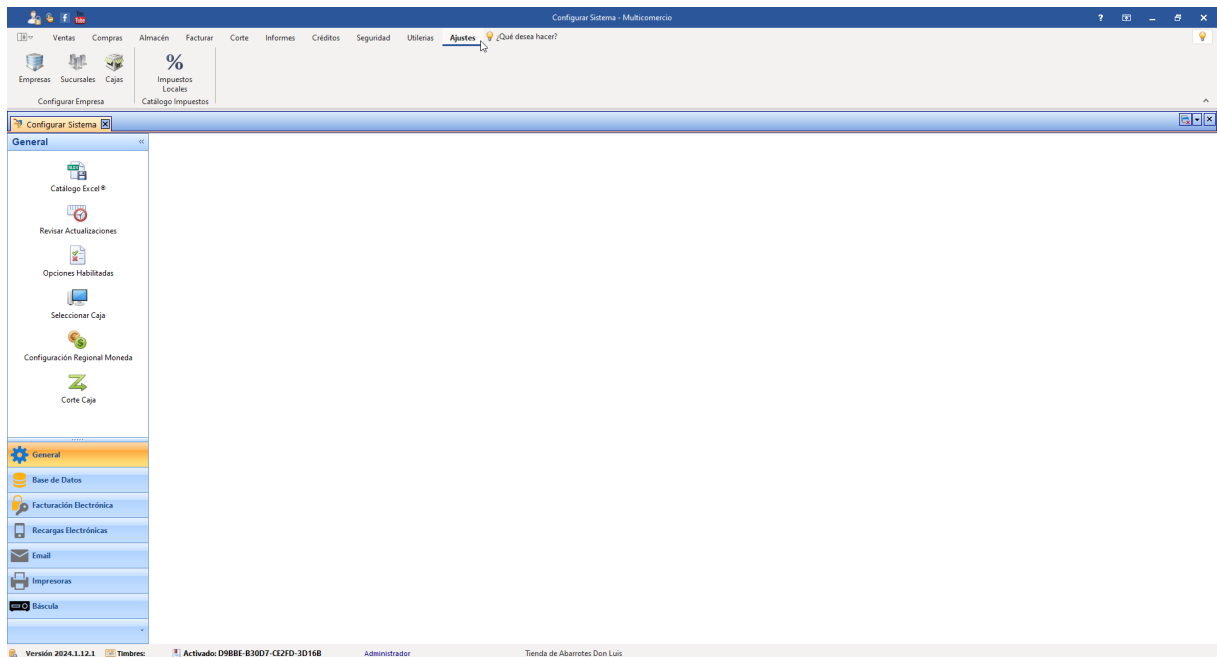 You Tube
Configurar Sistema - Multicomercio
?
Ventas Compras Almacén Facturar Corte Informes Créditos Seguridad Utilerias Ajustes ¿Qué desea hacer?
Empresas Sucursales Cajas
% Impuestos
Locales
Configurar Empresa Catálogo Impuestos
Configurar Sistema
General «
Catálogo Excel®
Revisar Actualizaciones
Opciones Habilitadas
Seleccionar Caja
Configuración Regional Moneda
Corte Caja
General
Base de Datos
Facturación Electrónica
Recargas Electrónicas
Email
Impresoras
Báscula
Versión 2024.1.12.1 Timbres: Activado: D9BBE-B30D7-CE2FD-3D16B Administrador Tienda de Abarrotes Don Luis